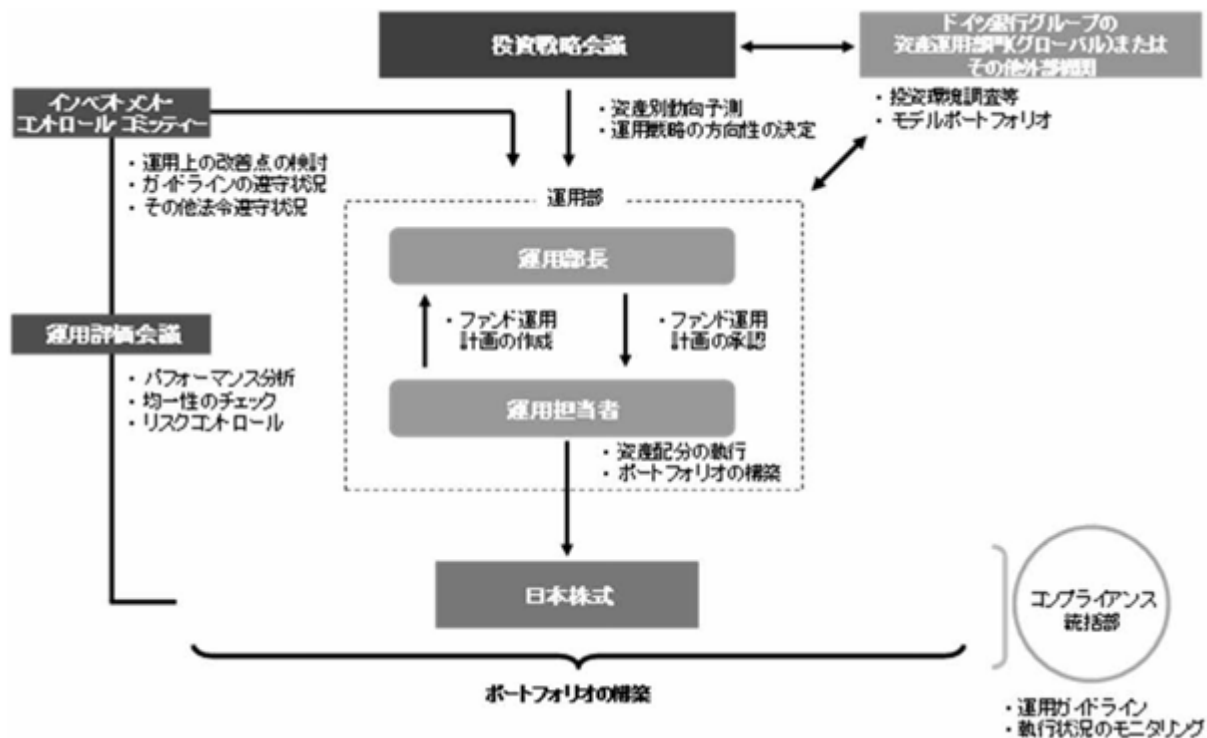 投資戦略会議
ドイツ銀行グループの
資産運用部門(グローバル)または
その他外部機関
・投資環境調査等
・モデルポートフォリオ
・資産別動向予測
・運用戦略の方向性の決定
インベストメント
コントロール コミッティー
・運用上の改善点の検討
・ガイドラインの遵守状況
・その他法令遵守状況
運用部
運用部長
・ファンド運用
計画の作成
・ファンド運用
計画の承認
運用評価会議
・パフォーマンス分析
・均一性のチェック
・リスクコントロール
運用担当者
・資産配分の執行
・ポートフォリオの構築
日本株式
コンプライアンス
統括部
ポートフォリオの構築
・運用ガイドライン
・執行状況のモニタリング